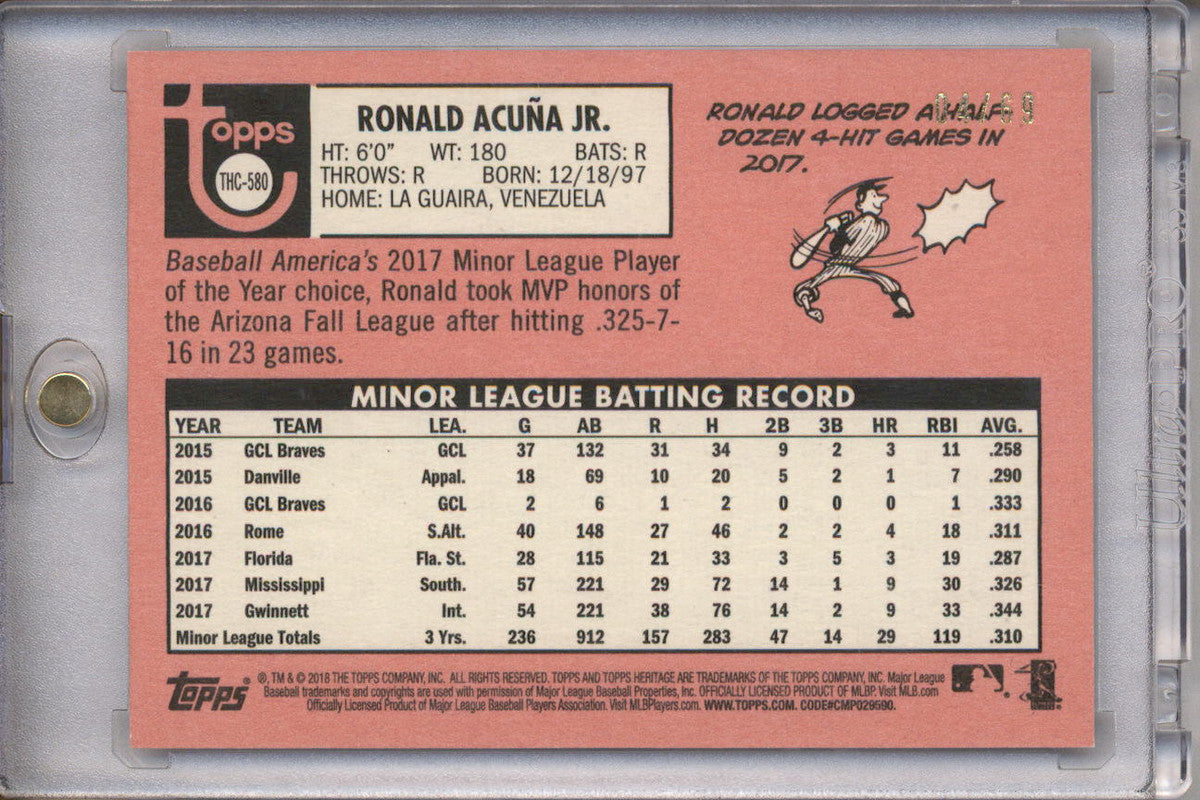 Topps
THC-580
RONALD ACUÑA JR.
HT: 6'0" WT: 180 BATS: R
THROWS: R BORN: 12/18/97
HOME: LA GUAIRA, VENEZUELA
04/69
RONALD LOGGED A HALF-
DOZEN 4-HIT GAMES IN
2017.
Baseball America's 2017 Minor League Player
of the Year choice, Ronald took MVP honors of
the Arizona Fall League after hitting .325-7-
16 in 23 games.
MINOR LEAGUE BATTING RECORD
YEAR TEAM LEA. G AB R H 2B 3B HR RBI AVG.
2015 GCL Braves GCL 37 132 31 34 9 2 3 11 .258
2015 Danville Appal. 18 69 10 20 5 2 1 7 .290
2016 GCL Braves GCL 2 6 1 2 0 0 0 1 .333
2016 Rome S.Alt. 40 148 27 46 2 2 4 18 .311
2017 Florida Fla. St. 28 115 21 33 3 5 3 19 .287
2017 Mississippi South. 57 221 29 72 14 1 9 30 .326
2017 Gwinnett Int. 54 221 38 76 14 2 9 33 .344
Minor League Totals 3 Yrs. 236 912 157 283 47 14 29 119 .310
Topps® ®, TM & © 2018 THE TOPPS COMPANY, INC. ALL RIGHTS RESERVED. TOPPS AND TOPPS HERITAGE ARE TRADEMARKS OF THE TOPPS COMPANY, INC. Major League
Baseball trademarks and copyrights are used with permission of Major League Baseball Properties, Inc. OFFICIALLY LICENSED PRODUCT OF MLBP. Visit MLB.com
Officially Licensed Product of Major League Baseball Players Association. Visit MLBPlayers.com. WWW.TOPPS.COM. CODE#CMP029590.
Ultra PRO®